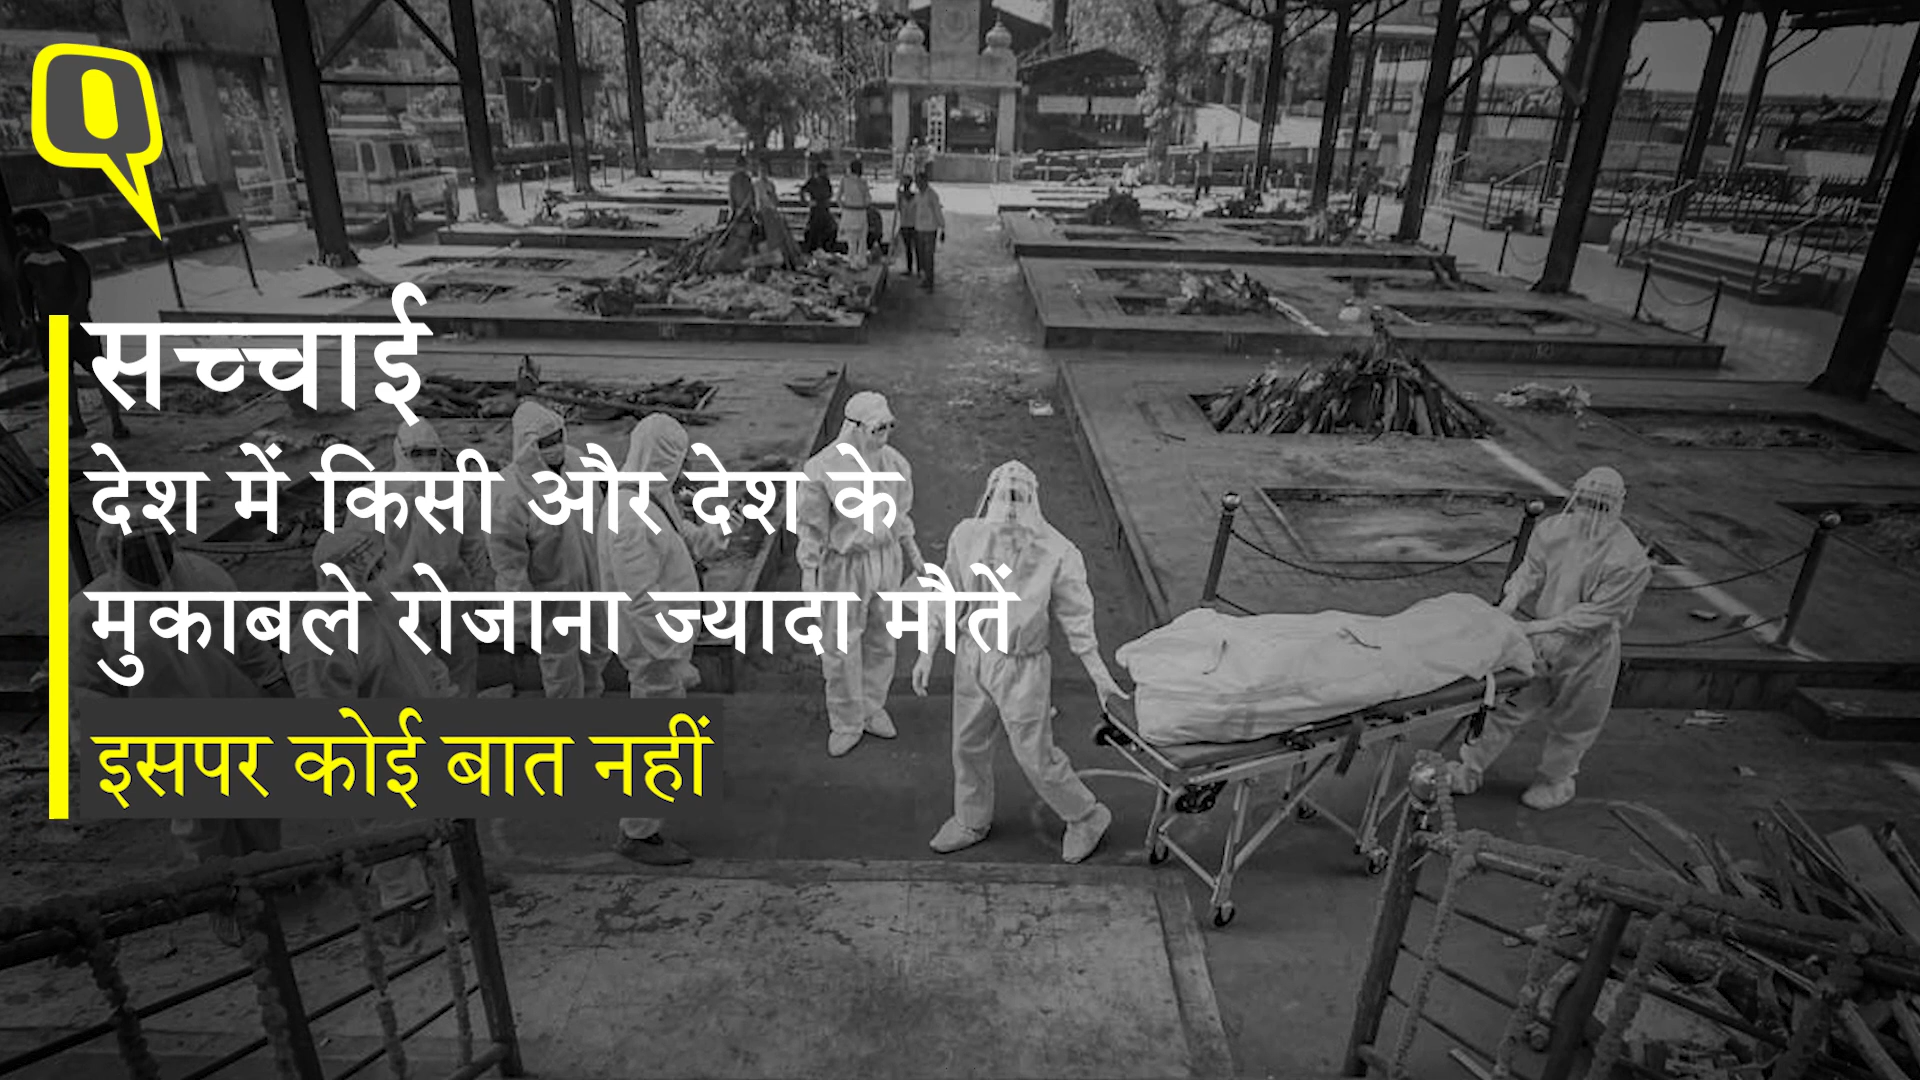 सच्चाई
देश में किसी और देश के
मुकाबले रोजाना ज्यादा मौतें
इसपर कोई बात नहीं